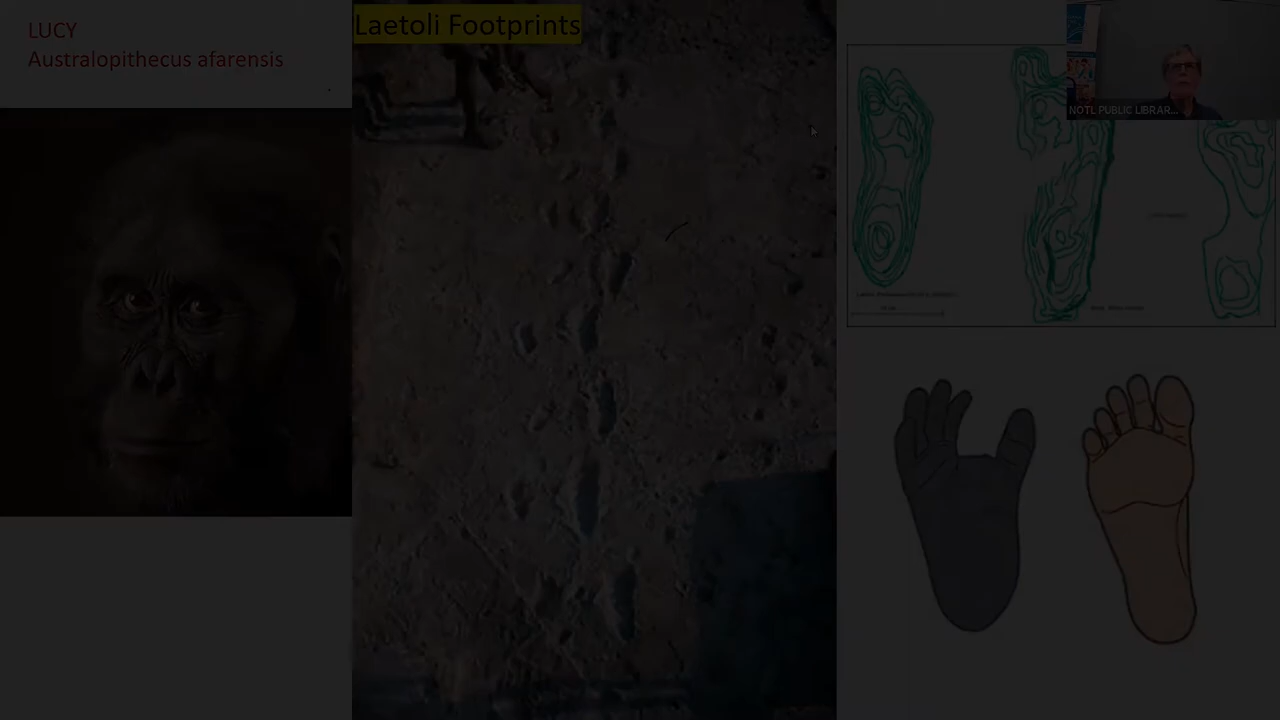 LUCY
Australopithecus afarensis
Laetoli Footprints
NOTL PUBLIC LIBRAR...